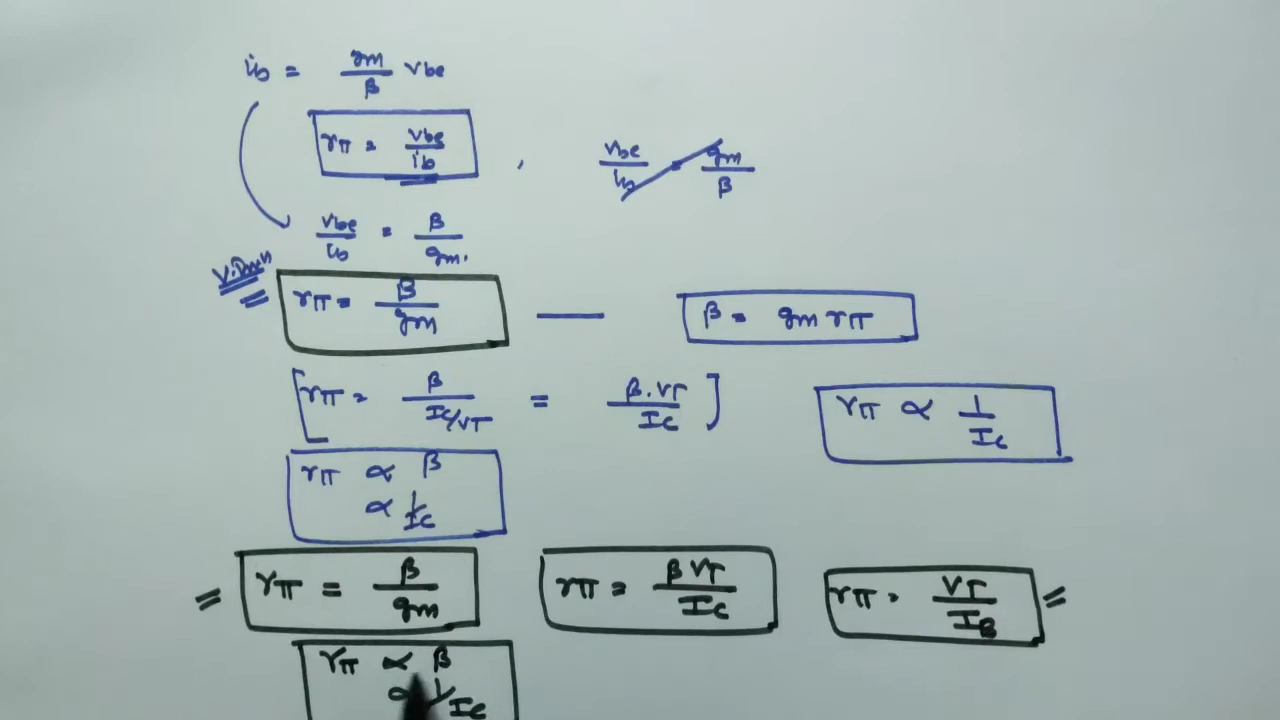 ib = gm/β vbe
rπ = vbe/ib , vbe/ib = gm/β
vbe/ib = β/gm.
rπ = β/gm — β = gm rπ
[rπ = β/(Ic/VT) = β.VT/Ic] rπ ∝ 1/Ic
rπ ∝ β
∝ 1/Ic
= rπ = β/gm rπ = βVT/Ic rπ = VT/IB =
rπ ∝ β
∝ 1/Ic